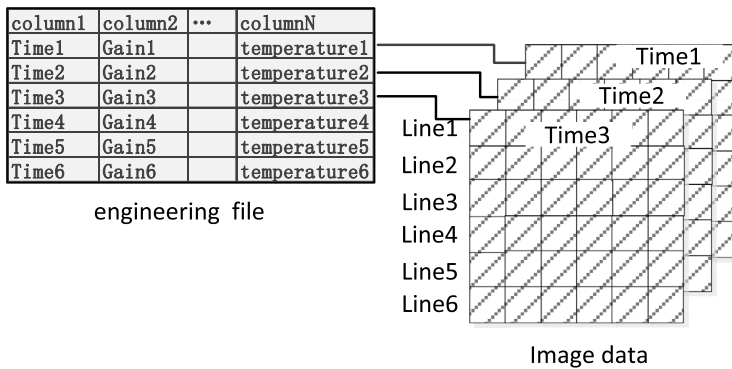 column1 column2 ··· columnN
Time1 Gain1 temperature1
Time2 Gain2 temperature2
Time3 Gain3 temperature3
Time4 Gain4 temperature4
Time5 Gain5 temperature5
Time6 Gain6 temperature6
engineering file
Time1
Time2
Time3
Line1
Line2
Line3
Line4
Line5
Line6
Image data